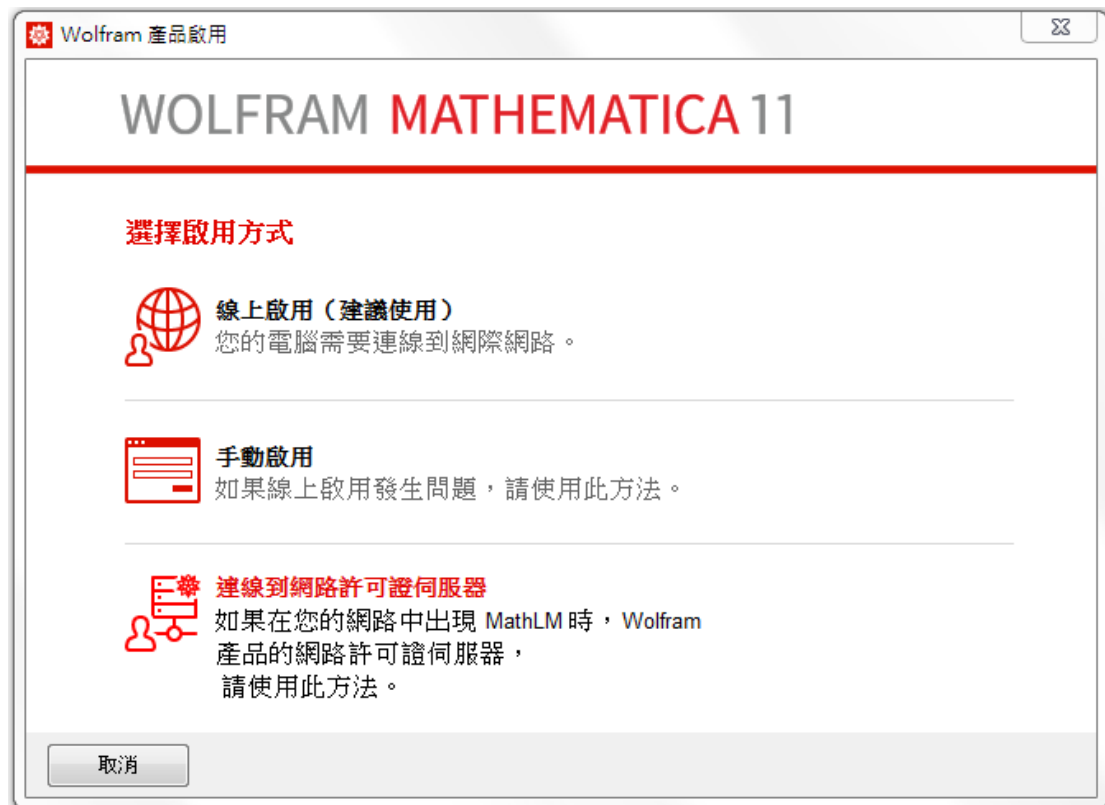 Wolfram 產品啟用
WOLFRAM MATHEMATICA 11
選擇啟用方式
線上啟用（建議使用）
您的電腦需要連線到網際網路。
手動啟用
如果線上啟用發生問題，請使用此方法。
連線到網路許可證伺服器
如果在您的網路中出現 MathLM 時，Wolfram
產品的網路許可證伺服器，
請使用此方法。
取消